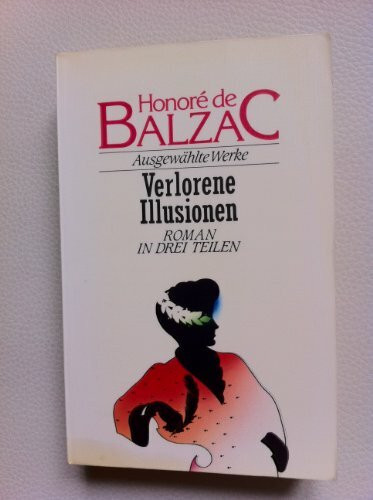 Honoré de
BALZAC
Ausgewählte Werke
Verlorene
Illusionen
ROMAN
IN DREI TEILEN